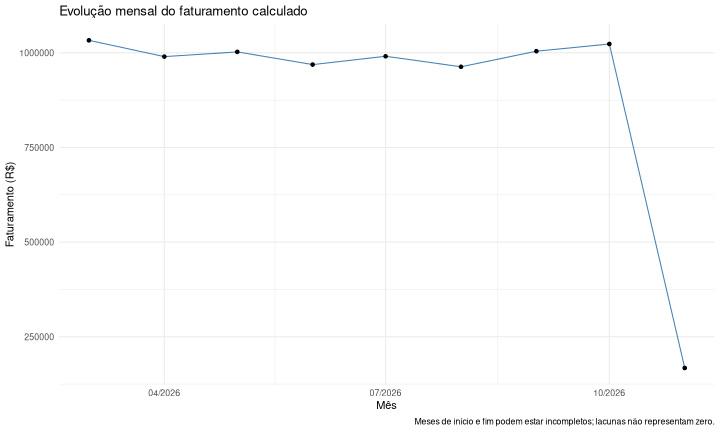 Evolução mensal do faturamento calculado
Faturamento (R$)
1000000
750000
500000
250000
04/2026
07/2026
10/2026
Mês
Meses de início e fim podem estar incompletos; lacunas não representam zero.